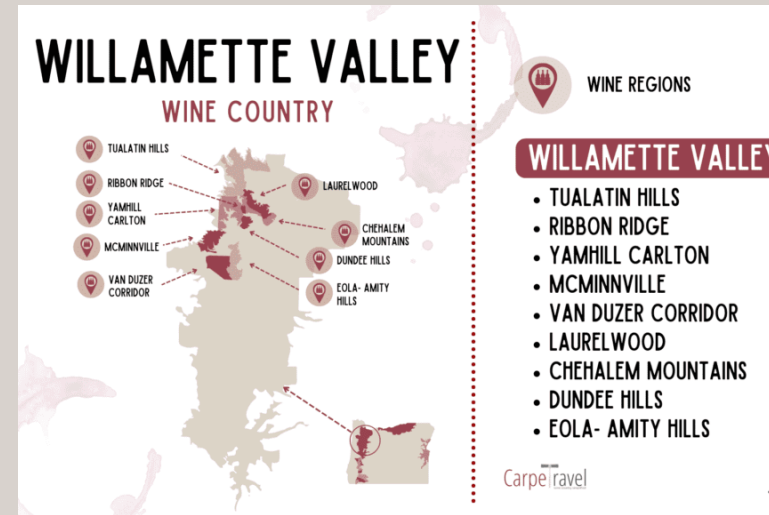 WILLAMETTE VALLEY
WINE COUNTRY
TUALATIN HILLS
RIBBON RIDGE
YAMHILL
CARLTON
MCMINNVILLE
VAN DUZER
CORRIDOR
LAURELWOOD
CHEHALEM
MOUNTAINS
DUNDEE HILLS
EOLA- AMITY
HILLS
WINE REGIONS
WILLAMETTE VALLEY
• TUALATIN HILLS
• RIBBON RIDGE
• YAMHILL CARLTON
• MCMINNVILLE
• VAN DUZER CORRIDOR
• LAURELWOOD
• CHEHALEM MOUNTAINS
• DUNDEE HILLS
• EOLA- AMITY HILLS
CarpeTravel